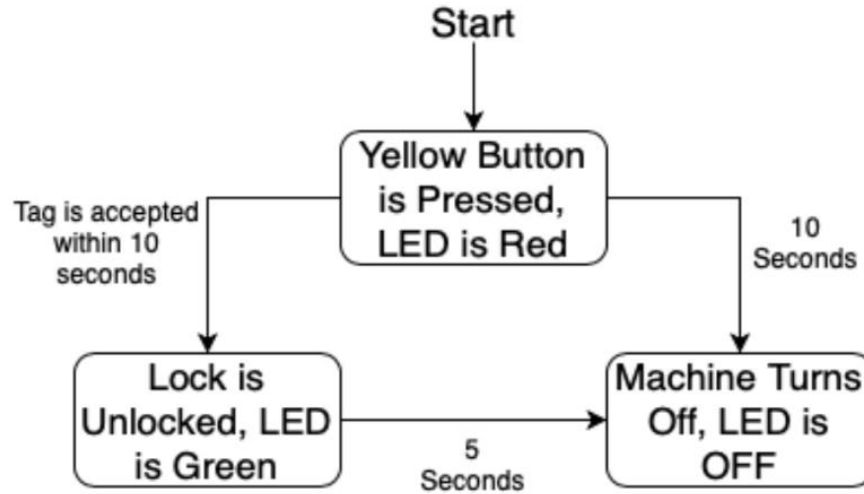 Start
Yellow Button
is Pressed,
LED is Red
Tag is accepted
within 10
seconds
10
Seconds
Lock is
Unlocked, LED
is Green
5
Seconds
Machine Turns
Off, LED is
OFF